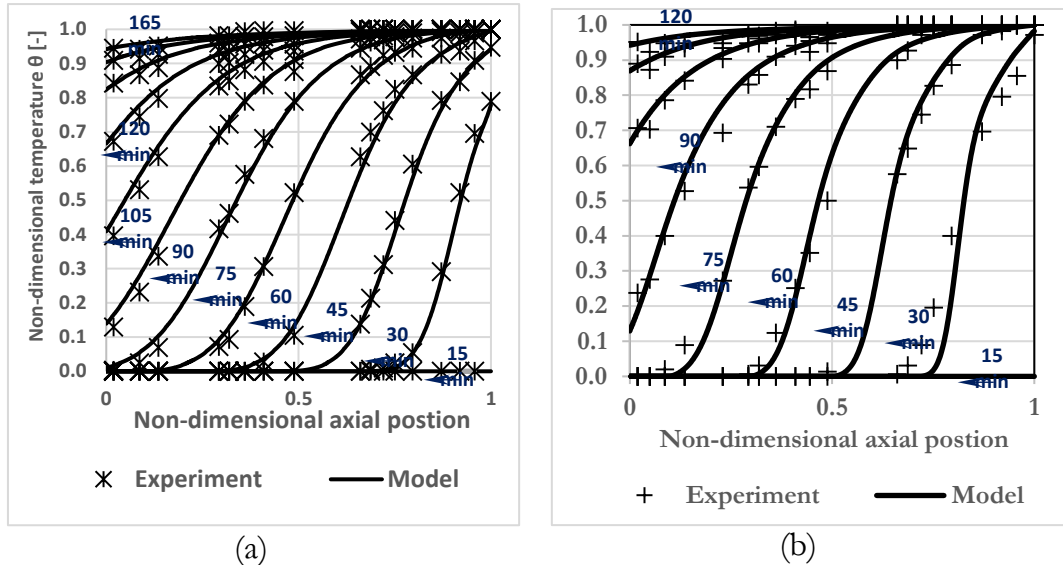 165
min
120
min
105
min
90
min
75
min
60
min
45
min
30
min
15
min
1.0
0.9
0.8
0.7
0.6
0.5
0.4
0.3
0.2
0.1
0.0
Non-dimensional temperature θ [-]
0
0.5
1
Non-dimensional axial postion
Experiment
Model
(a)
120
min
90
min
75
min
60
min
45
min
30
min
15
min
1.0
0.9
0.8
0.7
0.6
0.5
0.4
0.3
0.2
0.1
0.0
0
0.5
1
Non-dimensional axial postion
Experiment
Model
(b)